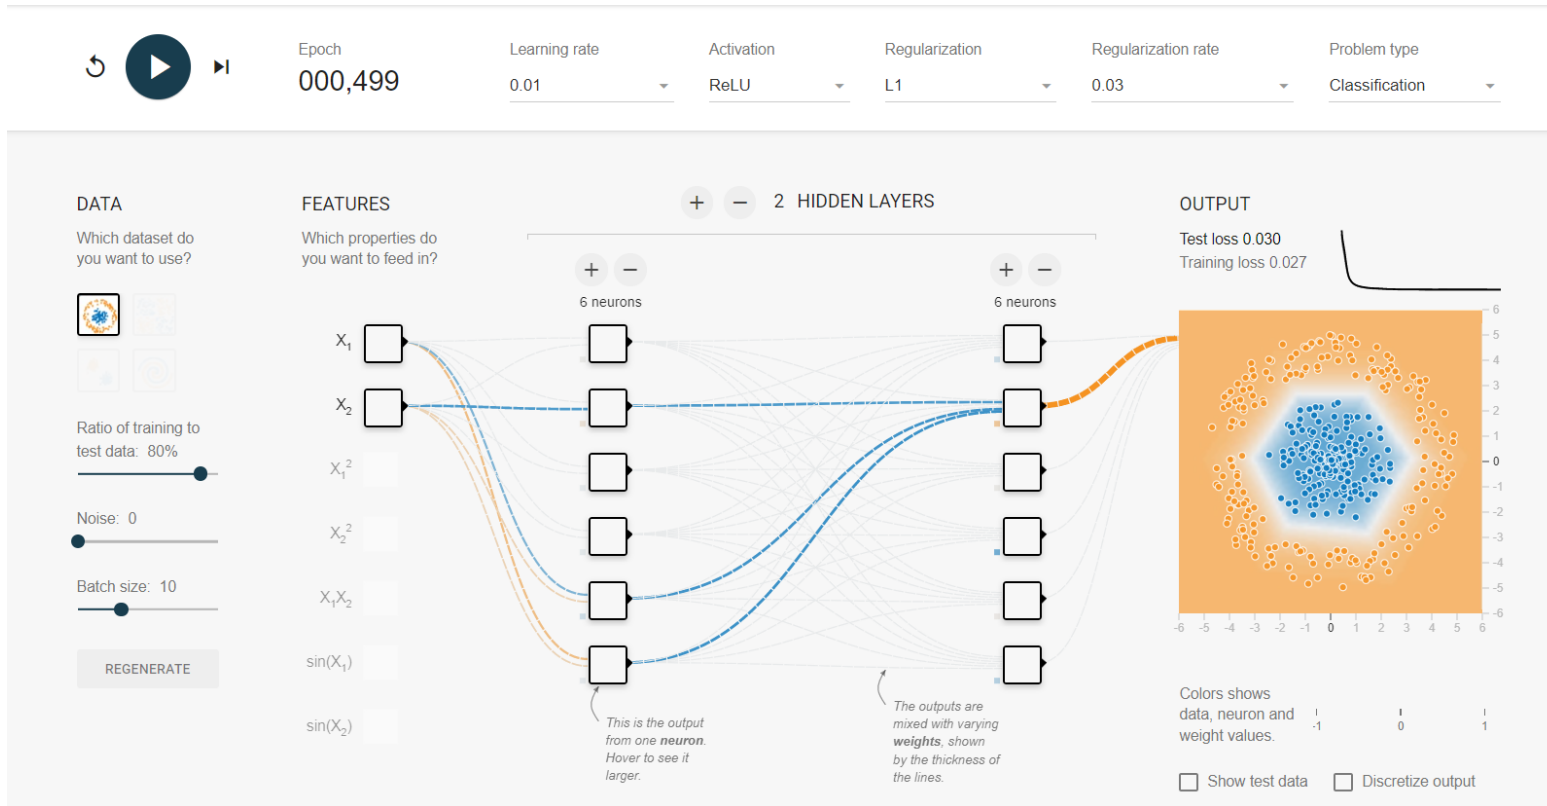 Epoch
000,499
Learning rate
0.01
Activation
ReLU
Regularization
L1
Regularization rate
0.03
Problem type
Classification
DATA
Which dataset do
you want to use?
Ratio of training to
test data: 80%
Noise: 0
Batch size: 10
REGENERATE
FEATURES
Which properties do
you want to feed in?
X1
X2
X1²
X2²
X1X2
sin(X1)
sin(X2)
+ − 2 HIDDEN LAYERS
+ −
6 neurons
+ −
6 neurons
This is the output
from one neuron.
Hover to see it
larger.
The outputs are
mixed with varying
weights, shown
by the thickness of
the lines.
OUTPUT
Test loss 0.030
Training loss 0.027
6
5
4
3
2
1
0
-1
-2
-3
-4
-5
-6
-6 -5 -4 -3 -2 -1 0 1 2 3 4 5 6
Colors shows
data, neuron and
weight values.
-1 0 1
Show test data
Discretize output